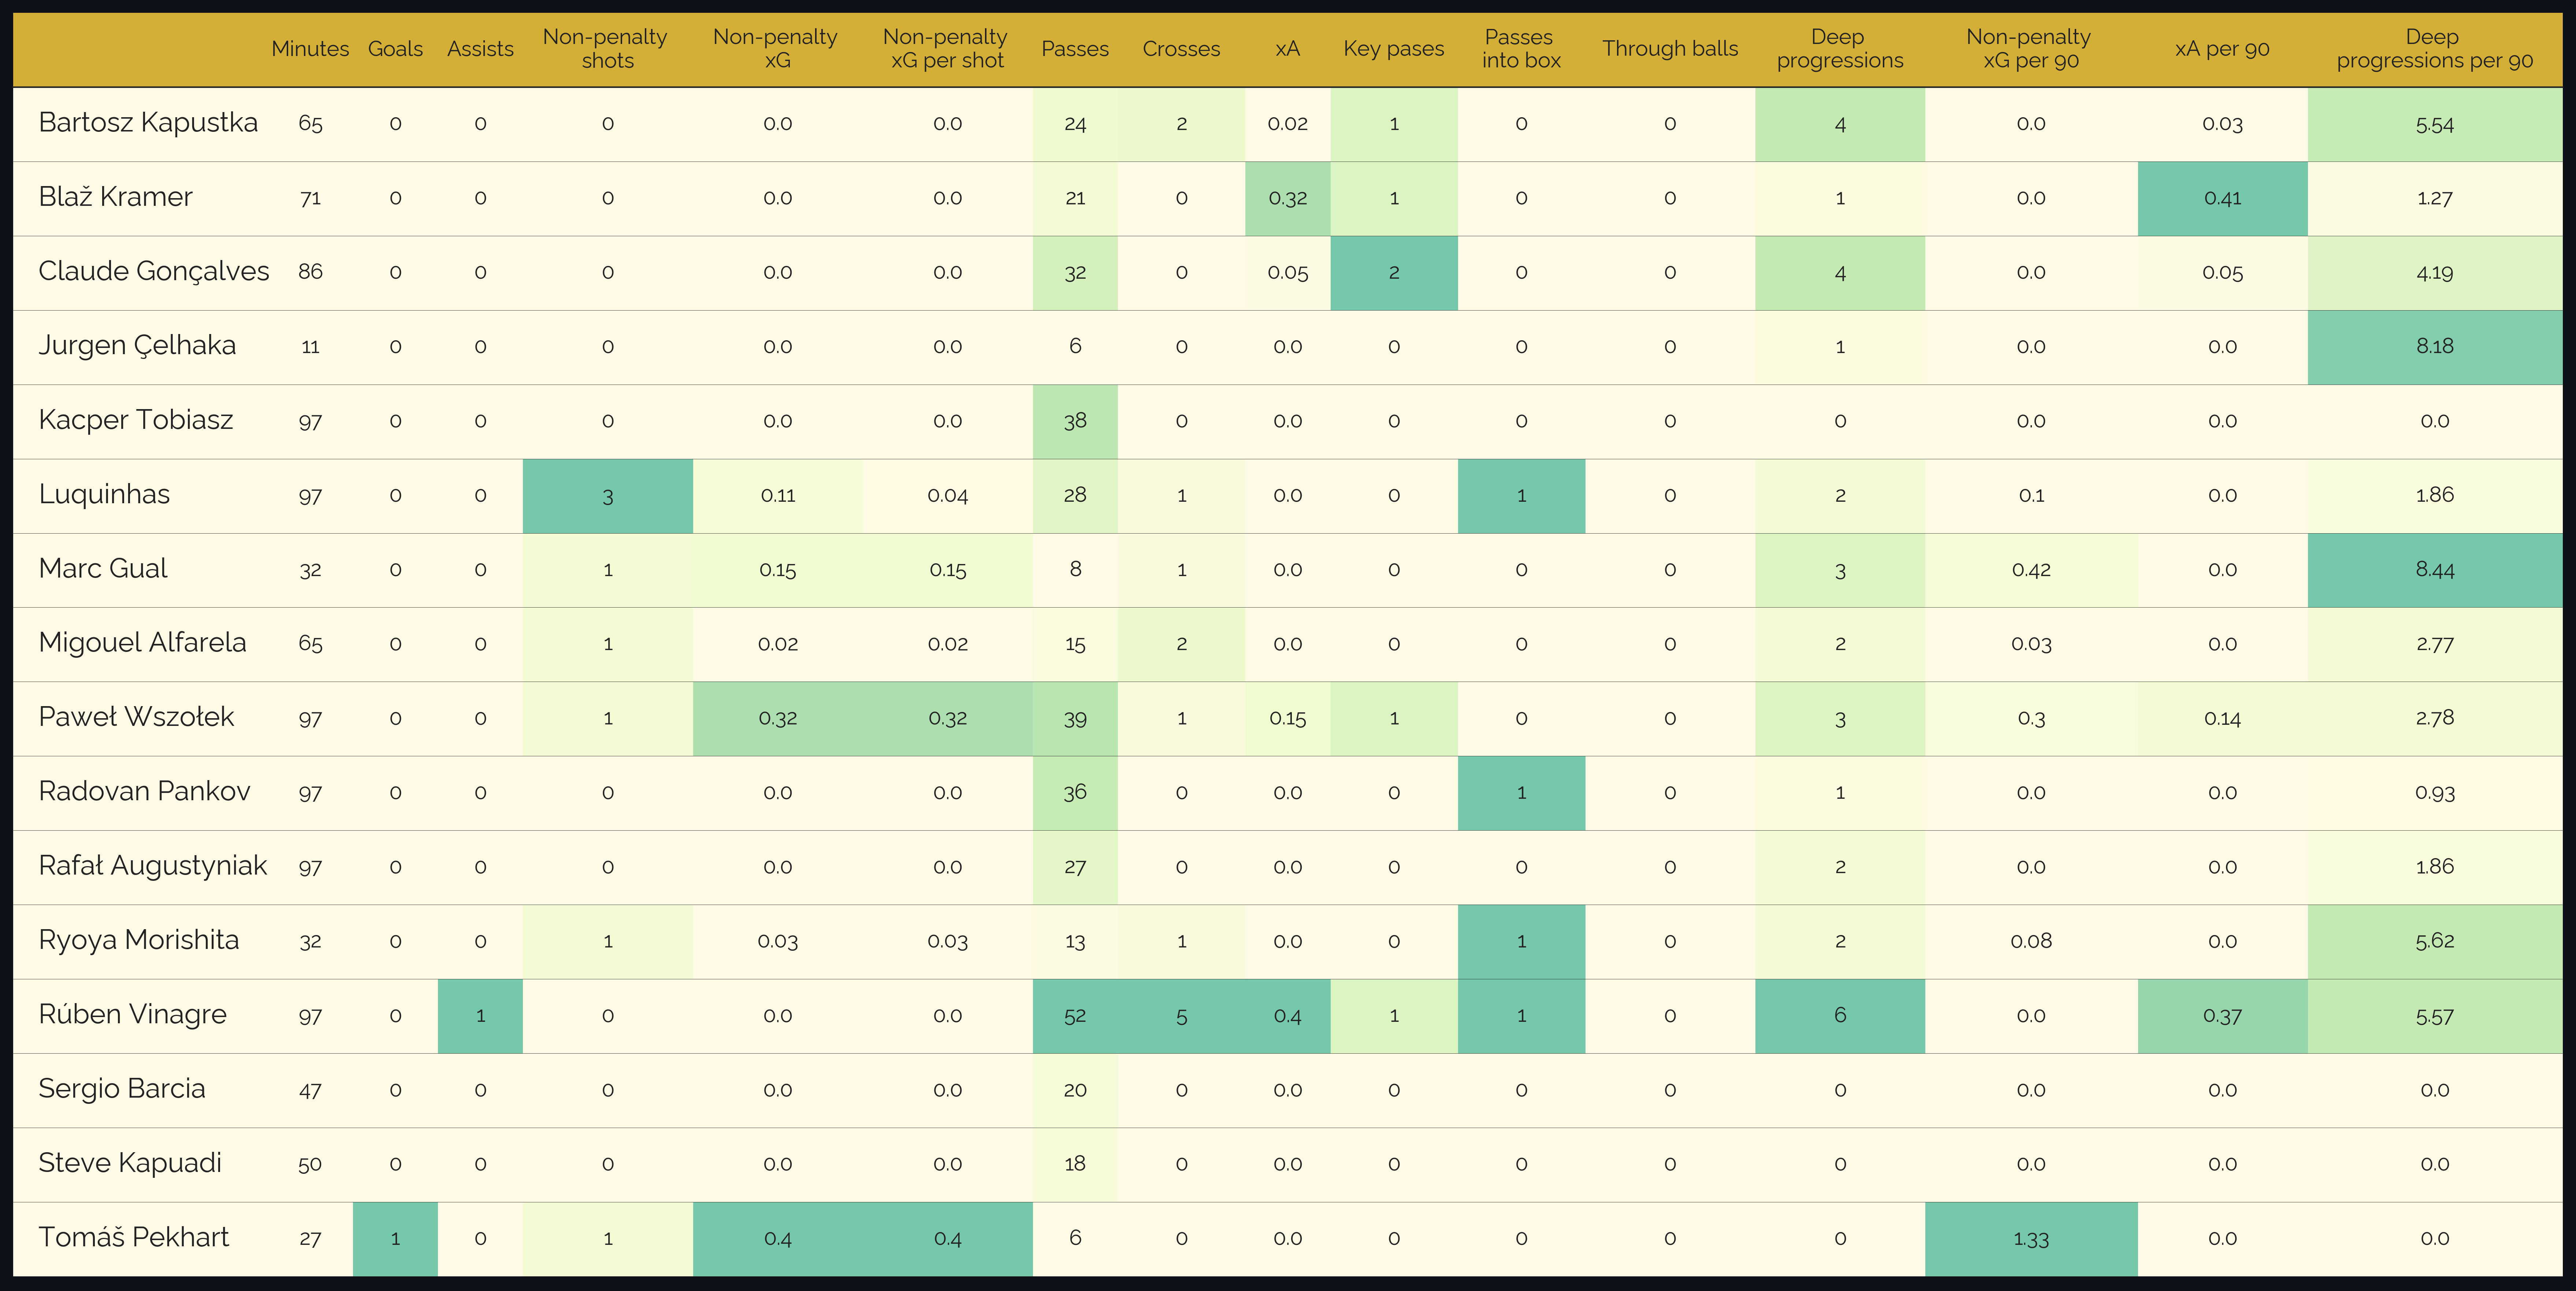 Minutes Goals Assists Non-penalty shots Non-penalty xG Non-penalty xG per shot Passes Crosses xA Key pases Passes into box Through balls Deep progressions Non-penalty xG per 90 xA per 90 Deep progressions per 90
Bartosz Kapustka 65 0 0 0 0.0 0.0 24 2 0.02 1 0 0 4 0.0 0.03 5.54
Blaž Kramer 71 0 0 0 0.0 0.0 21 0 0.32 1 0 0 1 0.0 0.41 1.27
Claude Gonçalves 86 0 0 0 0.0 0.0 32 0 0.05 2 0 0 4 0.0 0.05 4.19
Jurgen Çelhaka 11 0 0 0 0.0 0.0 6 0 0.0 0 0 0 1 0.0 0.0 8.18
Kacper Tobiasz 97 0 0 0 0.0 0.0 38 0 0.0 0 0 0 0 0.0 0.0 0.0
Luquinhas 97 0 0 3 0.11 0.04 28 1 0.0 0 1 0 2 0.1 0.0 1.86
Marc Gual 32 0 0 1 0.15 0.15 8 1 0.0 0 0 0 3 0.42 0.0 8.44
Migouel Alfarela 65 0 0 1 0.02 0.02 15 2 0.0 0 0 0 2 0.03 0.0 2.77
Paweł Wszołek 97 0 0 1 0.32 0.32 39 1 0.15 1 0 0 3 0.3 0.14 2.78
Radovan Pankov 97 0 0 0 0.0 0.0 36 0 0.0 0 1 0 1 0.0 0.0 0.93
Rafał Augustyniak 97 0 0 0 0.0 0.0 27 0 0.0 0 0 0 2 0.0 0.0 1.86
Ryoya Morishita 32 0 0 1 0.03 0.03 13 1 0.0 0 1 0 2 0.08 0.0 5.62
Rúben Vinagre 97 0 1 0 0.0 0.0 52 5 0.4 1 1 0 6 0.0 0.37 5.57
Sergio Barcia 47 0 0 0 0.0 0.0 20 0 0.0 0 0 0 0 0.0 0.0 0.0
Steve Kapuadi 50 0 0 0 0.0 0.0 18 0 0.0 0 0 0 0 0.0 0.0 0.0
Tomáš Pekhart 27 1 0 1 0.4 0.4 6 0 0.0 0 0 0 0 1.33 0.0 0.0